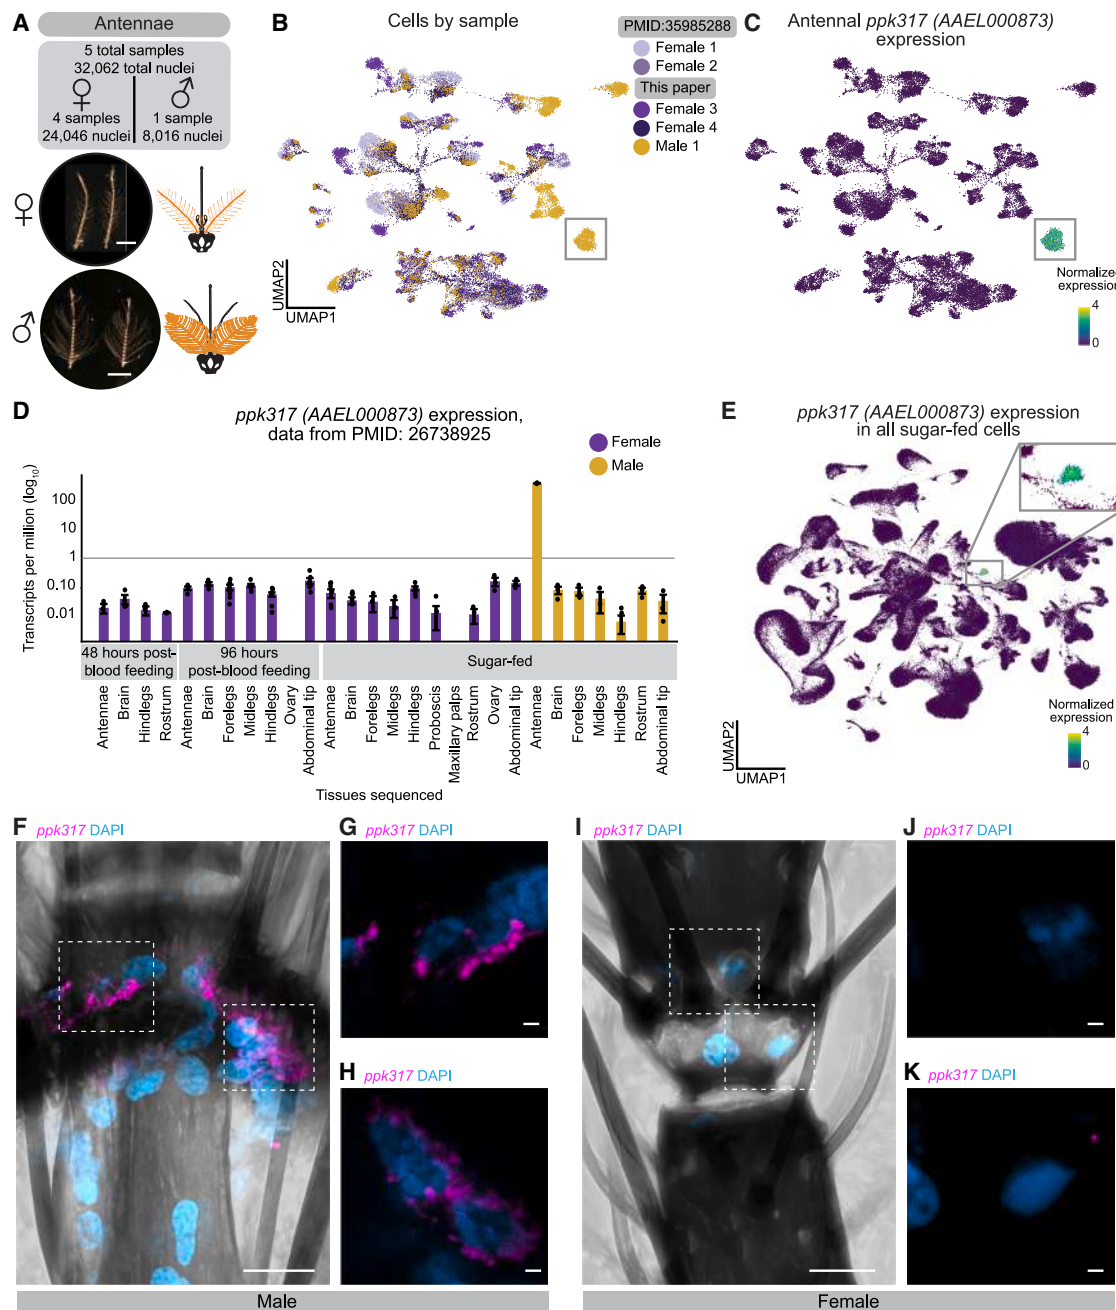 A
Antennae
5 total samples
32,062 total nuclei
♀
♂
4 samples
1 sample
24,046 nuclei
8,016 nuclei
♀
♂
B
Cells by sample
PMID:35985288
Female 1
Female 2
This paper
Female 3
Female 4
Male 1
UMAP2
UMAP1
C
Antennal ppk317 (AAEL000873)
expression
Normalized
expression
4
0
D
ppk317 (AAEL000873) expression,
data from PMID: 26738925
Female
Male
Transcripts per million (log10)
100
10
1
0.10
0.01
48 hours post-
blood feeding
96 hours
post-blood feeding
Sugar-fed
Antennae
Brain
Hindlegs
Rostrum
Antennae
Brain
Forelegs
Midlegs
Hindlegs
Ovary
Abdominal tip
Antennae
Brain
Forelegs
Midlegs
Hindlegs
Proboscis
Maxillary palps
Rostrum
Ovary
Abdominal tip
Antennae
Brain
Forelegs
Midlegs
Hindlegs
Rostrum
Abdominal tip
Tissues sequenced
E
ppk317 (AAEL000873) expression
in all sugar-fed cells
Normalized
expression
4
0
UMAP2
UMAP1
F
ppk317 DAPI
G
ppk317 DAPI
H
ppk317 DAPI
Male
I
ppk317 DAPI
J
ppk317 DAPI
K
ppk317 DAPI
Female